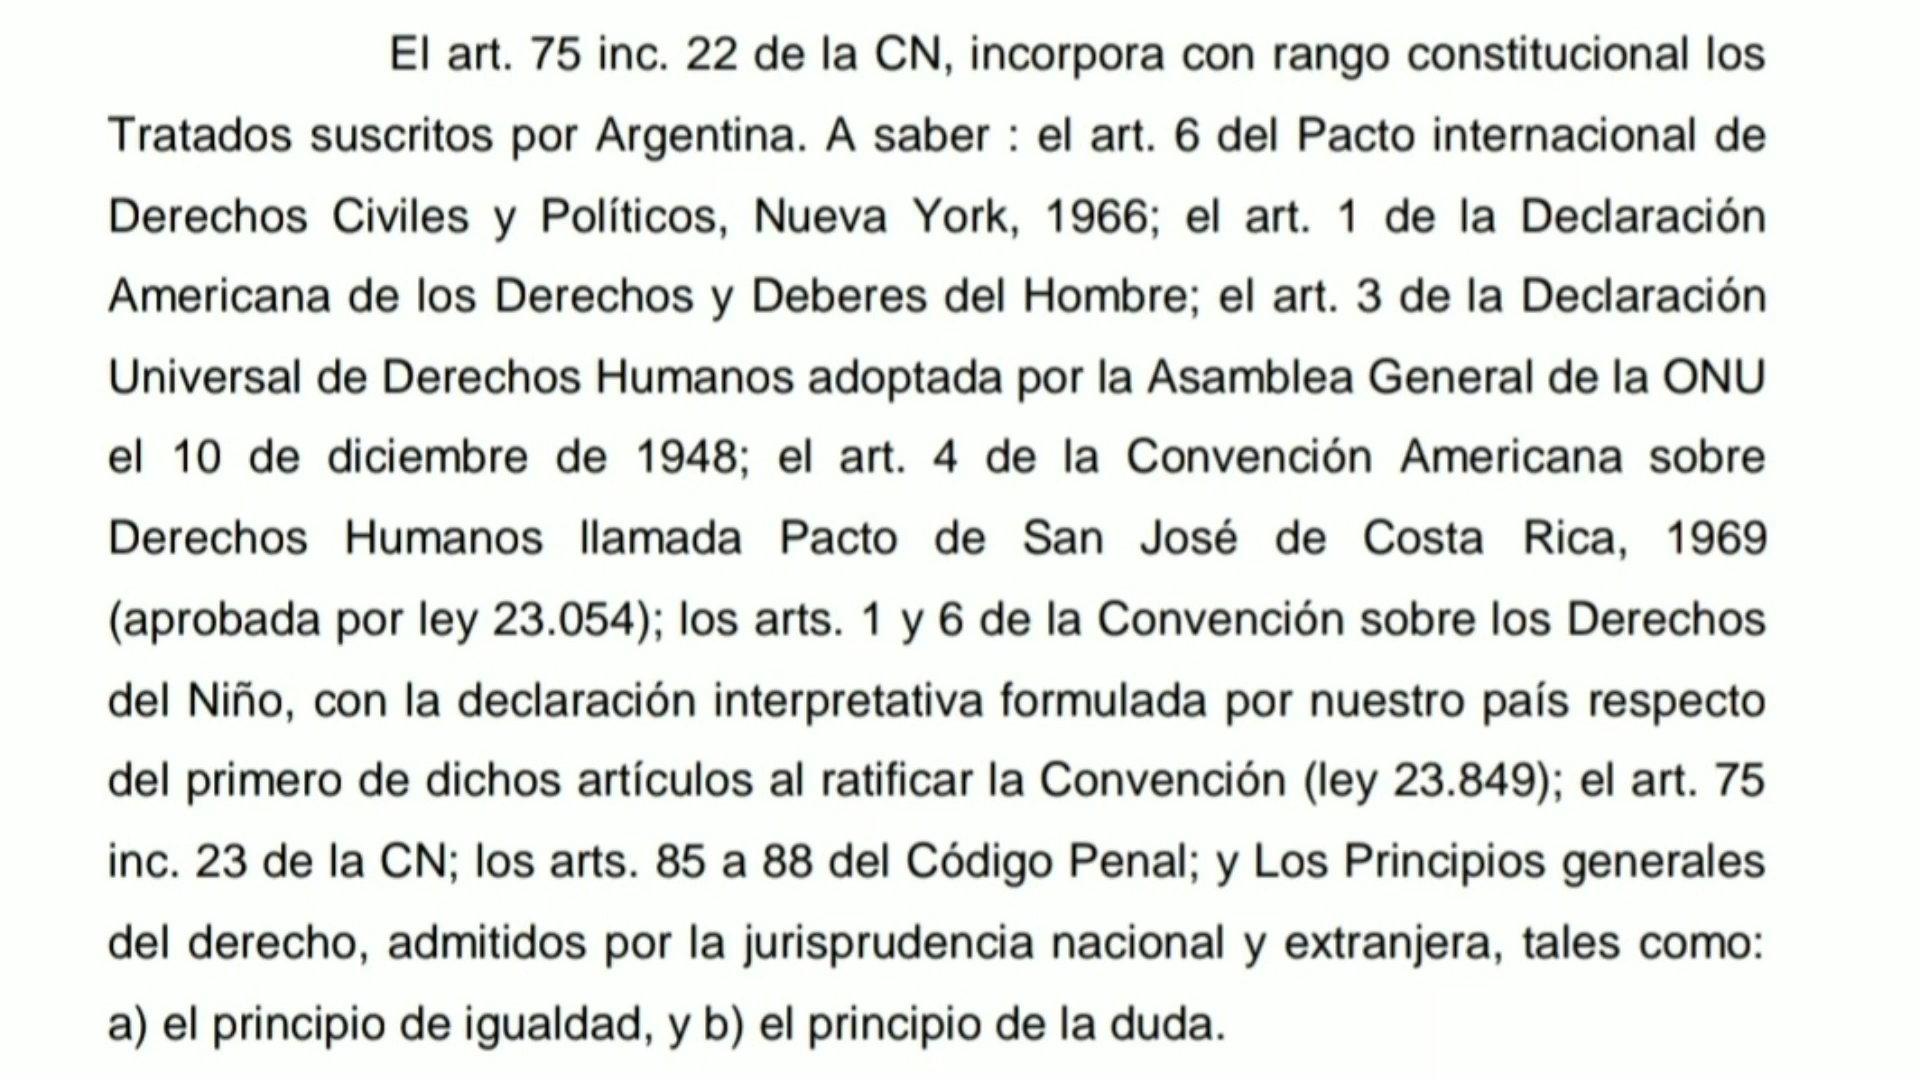 El art. 75 inc. 22 de la CN, incorpora con rango constitucional los
Tratados suscritos por Argentina. A saber : el art. 6 del Pacto internacional de
Derechos Civiles y Políticos, Nueva York, 1966; el art. 1 de la Declaración
Americana de los Derechos y Deberes del Hombre; el art. 3 de la Declaración
Universal de Derechos Humanos adoptada por la Asamblea General de la ONU
el 10 de diciembre de 1948; el art. 4 de la Convención Americana sobre
Derechos Humanos llamada Pacto de San José de Costa Rica, 1969
(aprobada por ley 23.054); los arts. 1 y 6 de la Convención sobre los Derechos
del Niño, con la declaración interpretativa formulada por nuestro país respecto
del primero de dichos artículos al ratificar la Convención (ley 23.849); el art. 75
inc. 23 de la CN; los arts. 85 a 88 del Código Penal; y Los Principios generales
del derecho, admitidos por la jurisprudencia nacional y extranjera, tales como:
a) el principio de igualdad, y b) el principio de la duda.